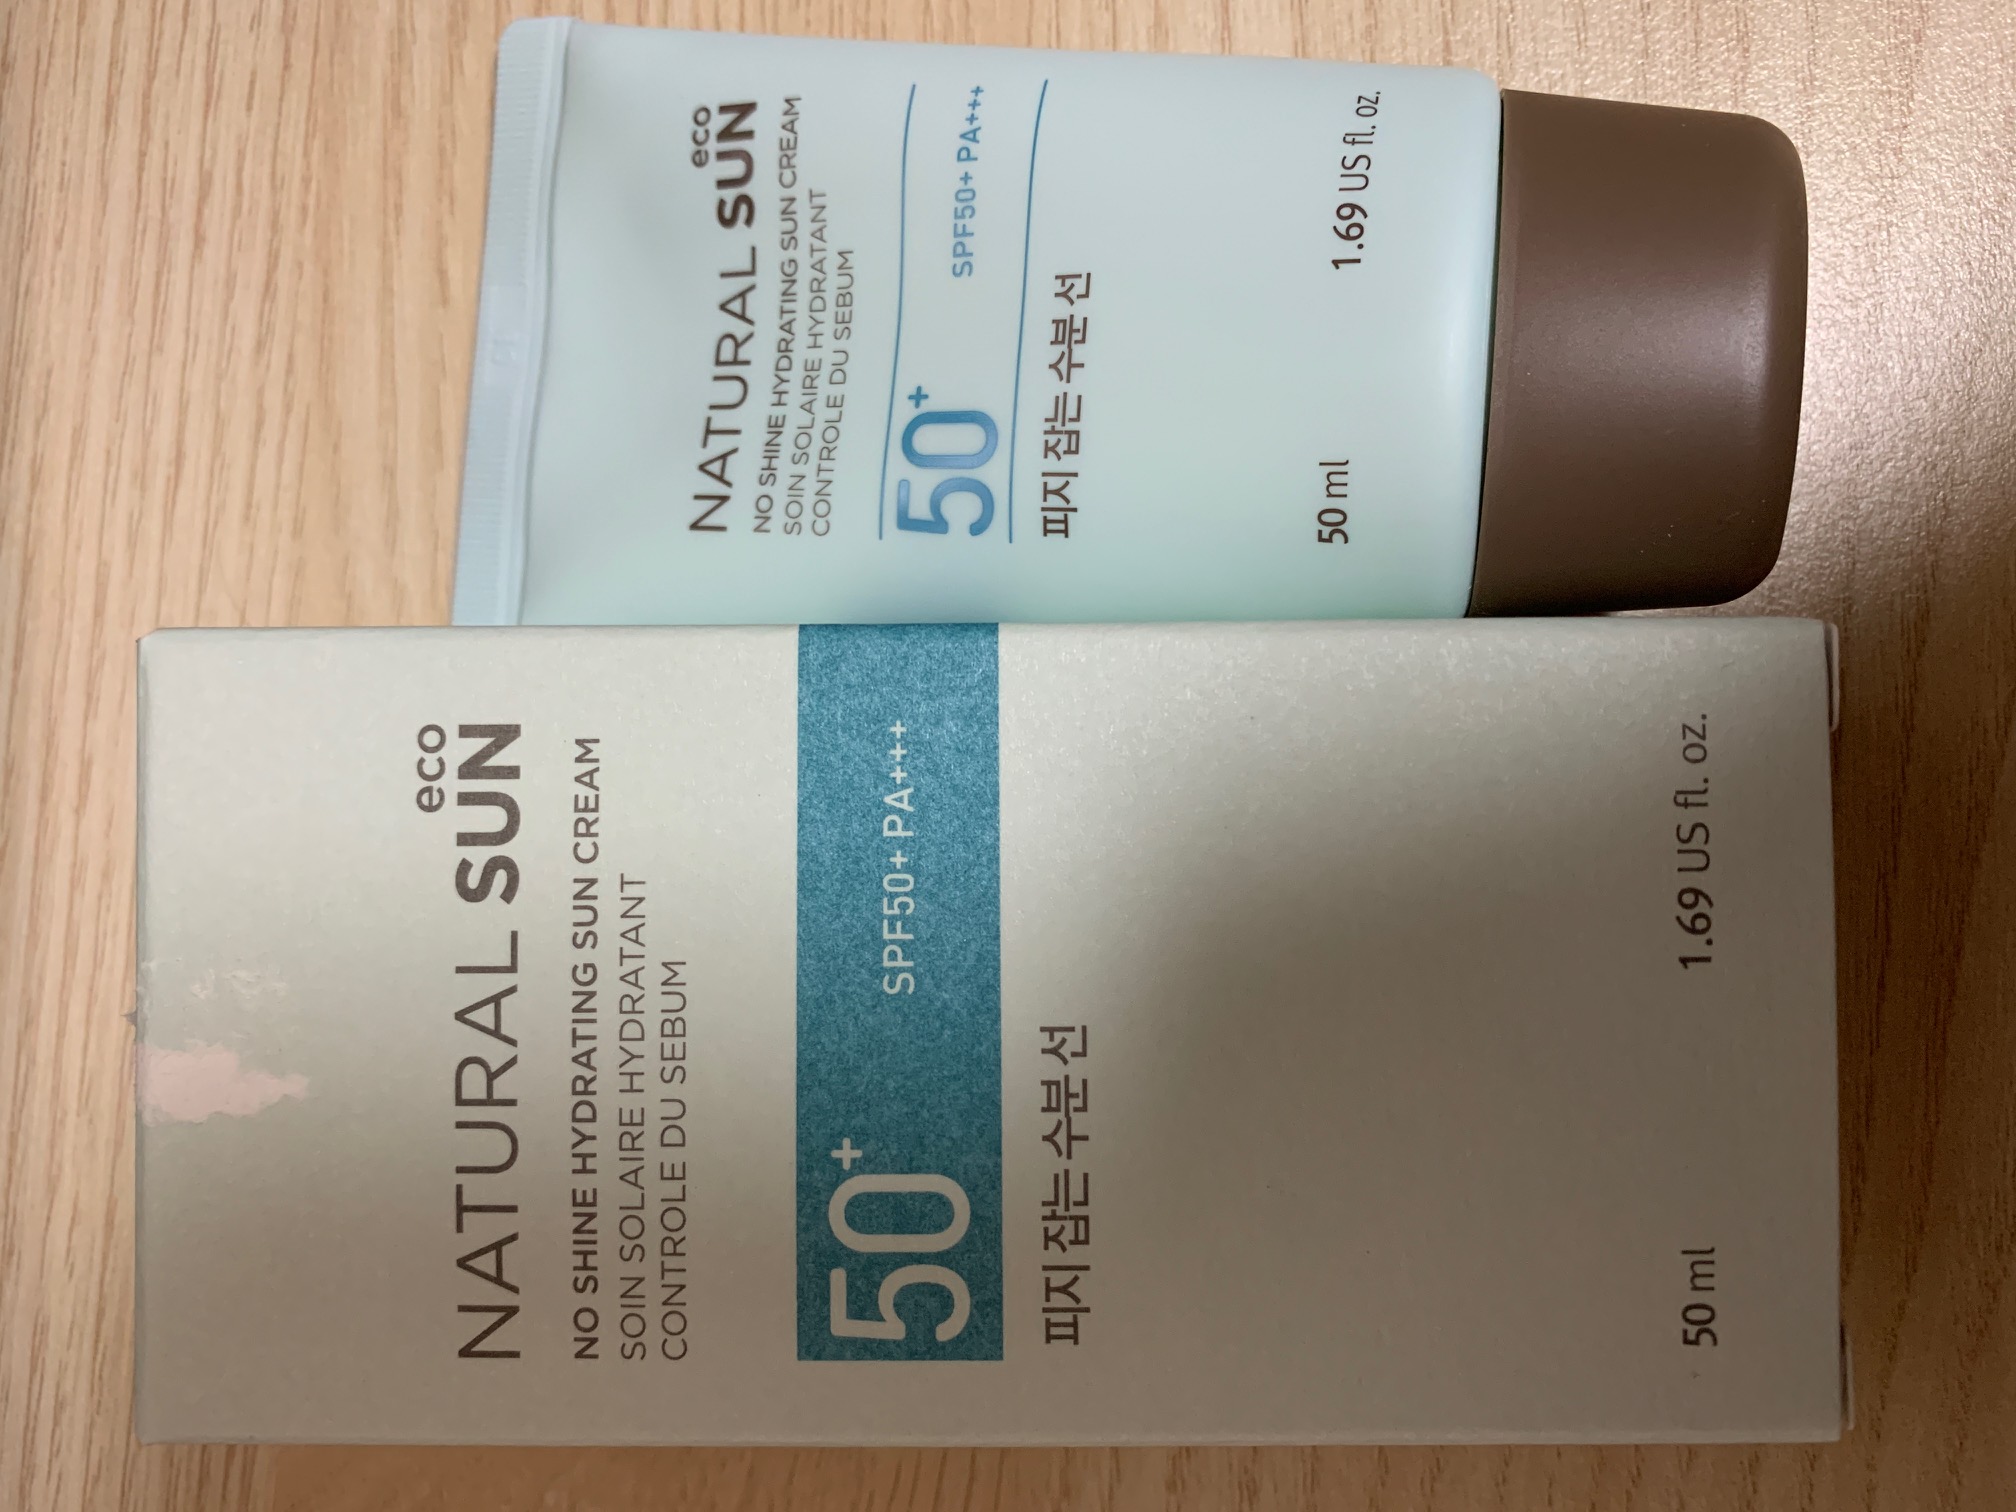 NATURAL SUN eco
NO SHINE HYDRATING SUN CREAM
SOIN SOLAIRE HYDRATANT
CONTROLE DU SEBUM
50+ SPF50+ PA+++
피지 잡는 수분 선
50 ml 1.69 US fl. oz.
NATURAL SUN eco
NO SHINE HYDRATING SUN CREAM
SOIN SOLAIRE HYDRATANT
CONTROLE DU SEBUM
50+ SPF50+ PA+++
피지 잡는 수분 선
50 ml 1.69 US fl. oz.